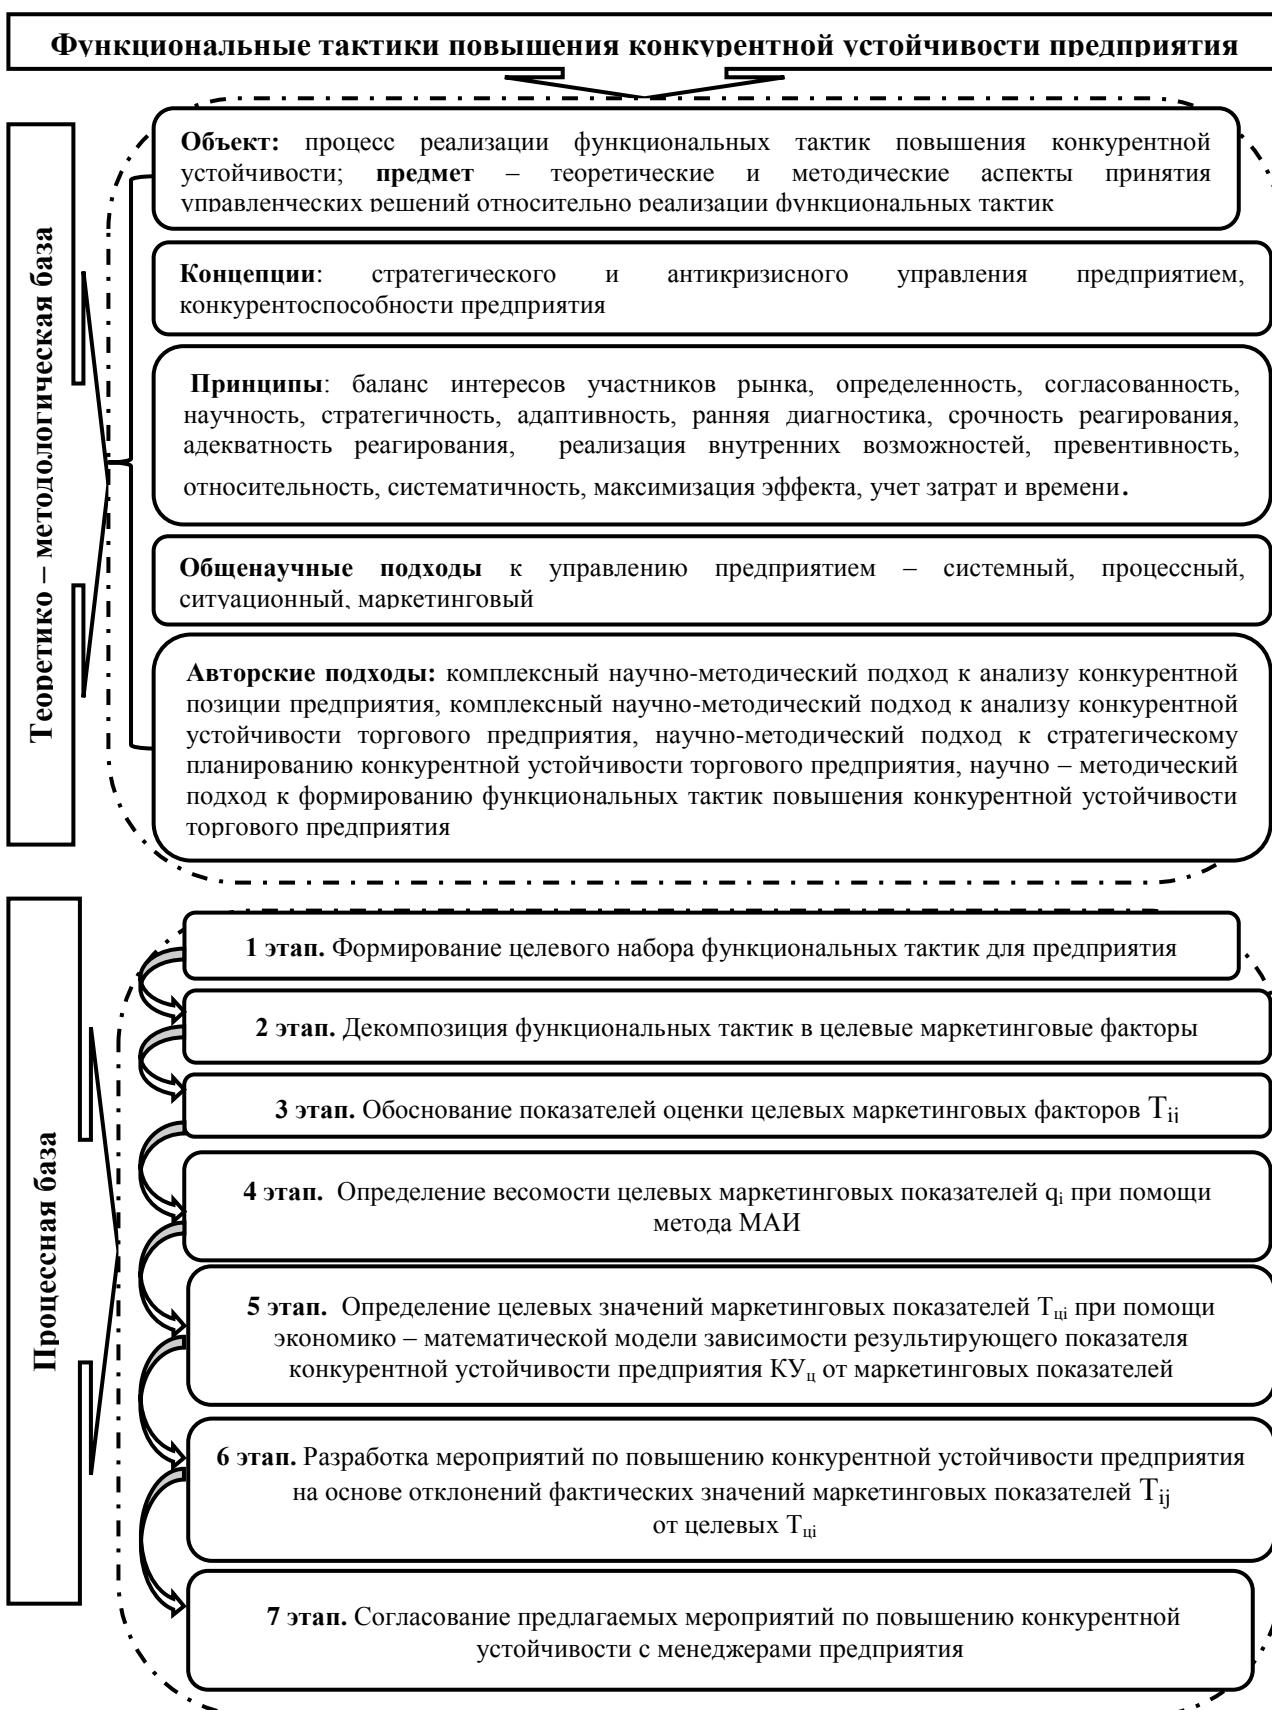 Функциональные тактики повышения конкурентной устойчивости предприятия
Теоретико – методологическая база
Объект: процесс реализации функциональных тактик повышения конкурентной
устойчивости; предмет – теоретические и методические аспекты принятия
управленческих решений относительно реализации функциональных тактик
Концепции: стратегического и антикризисного управления предприятием,
конкурентоспособности предприятия
Принципы: баланс интересов участников рынка, определенность, согласованность,
научность, стратегичность, адаптивность, ранняя диагностика, срочность реагирования,
адекватность реагирования, реализация внутренних возможностей, превентивность,
относительность, систематичность, максимизация эффекта, учет затрат и времени.
Общенаучные подходы к управлению предприятием – системный, процессный,
ситуационный, маркетинговый
Авторские подходы: комплексный научно-методический подход к анализу конкурентной
позиции предприятия, комплексный научно-методический подход к анализу конкурентной
устойчивости торгового предприятия, научно-методический подход к стратегическому
планированию конкурентной устойчивости торгового предприятия, научно – методический
подход к формированию функциональных тактик повышения конкурентной устойчивости
торгового предприятия
Процессная база
1 этап. Формирование целевого набора функциональных тактик для предприятия
2 этап. Декомпозиция функциональных тактик в целевые маркетинговые факторы
3 этап. Обоснование показателей оценки целевых маркетинговых факторов T_ij
4 этап. Определение весомости целевых маркетинговых показателей q_i при помощи
метода МАИ
5 этап. Определение целевых значений маркетинговых показателей Т_ці при помощи
экономико – математической модели зависимости результирующего показателя
конкурентной устойчивости предприятия КУ_ц от маркетинговых показателей
6 этап. Разработка мероприятий по повышению конкурентной устойчивости предприятия
на основе отклонений фактических значений маркетинговых показателей T_ij
от целевых Т_ці
7 этап. Согласование предлагаемых мероприятий по повышению конкурентной
устойчивости с менеджерами предприятия